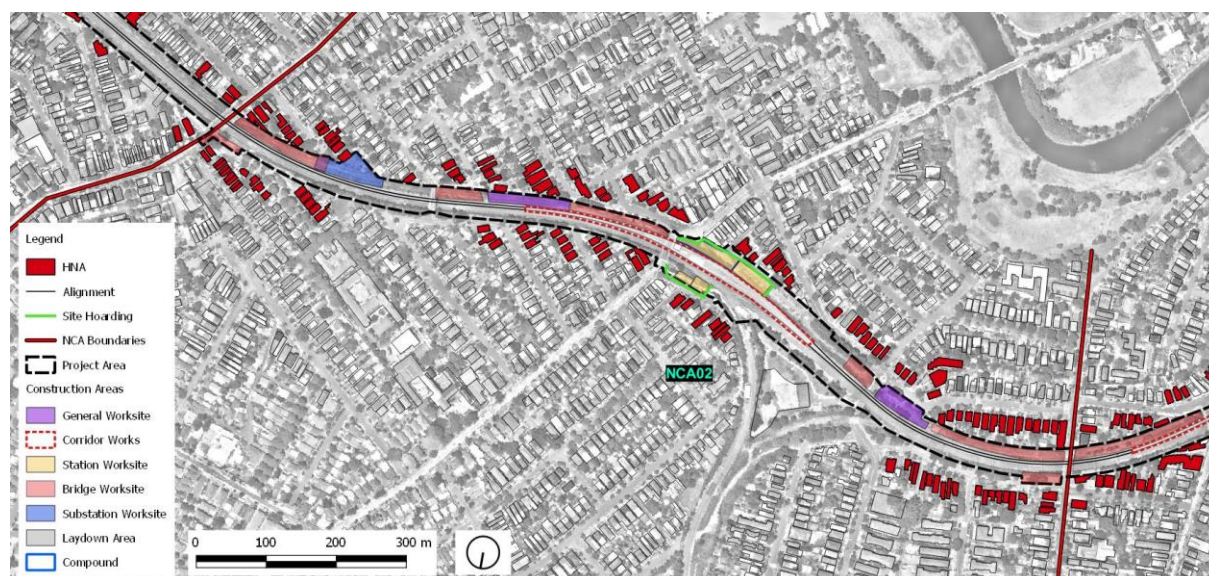 Legend
HNA
Alignment
Site Hoarding
NCA Boundaries
Project Area
Construction Areas
General Worksite
Corridor Works
Station Worksite
Bridge Worksite
Substation Worksite
Laydown Area
Compound
NCA02
0 100 200 300 m